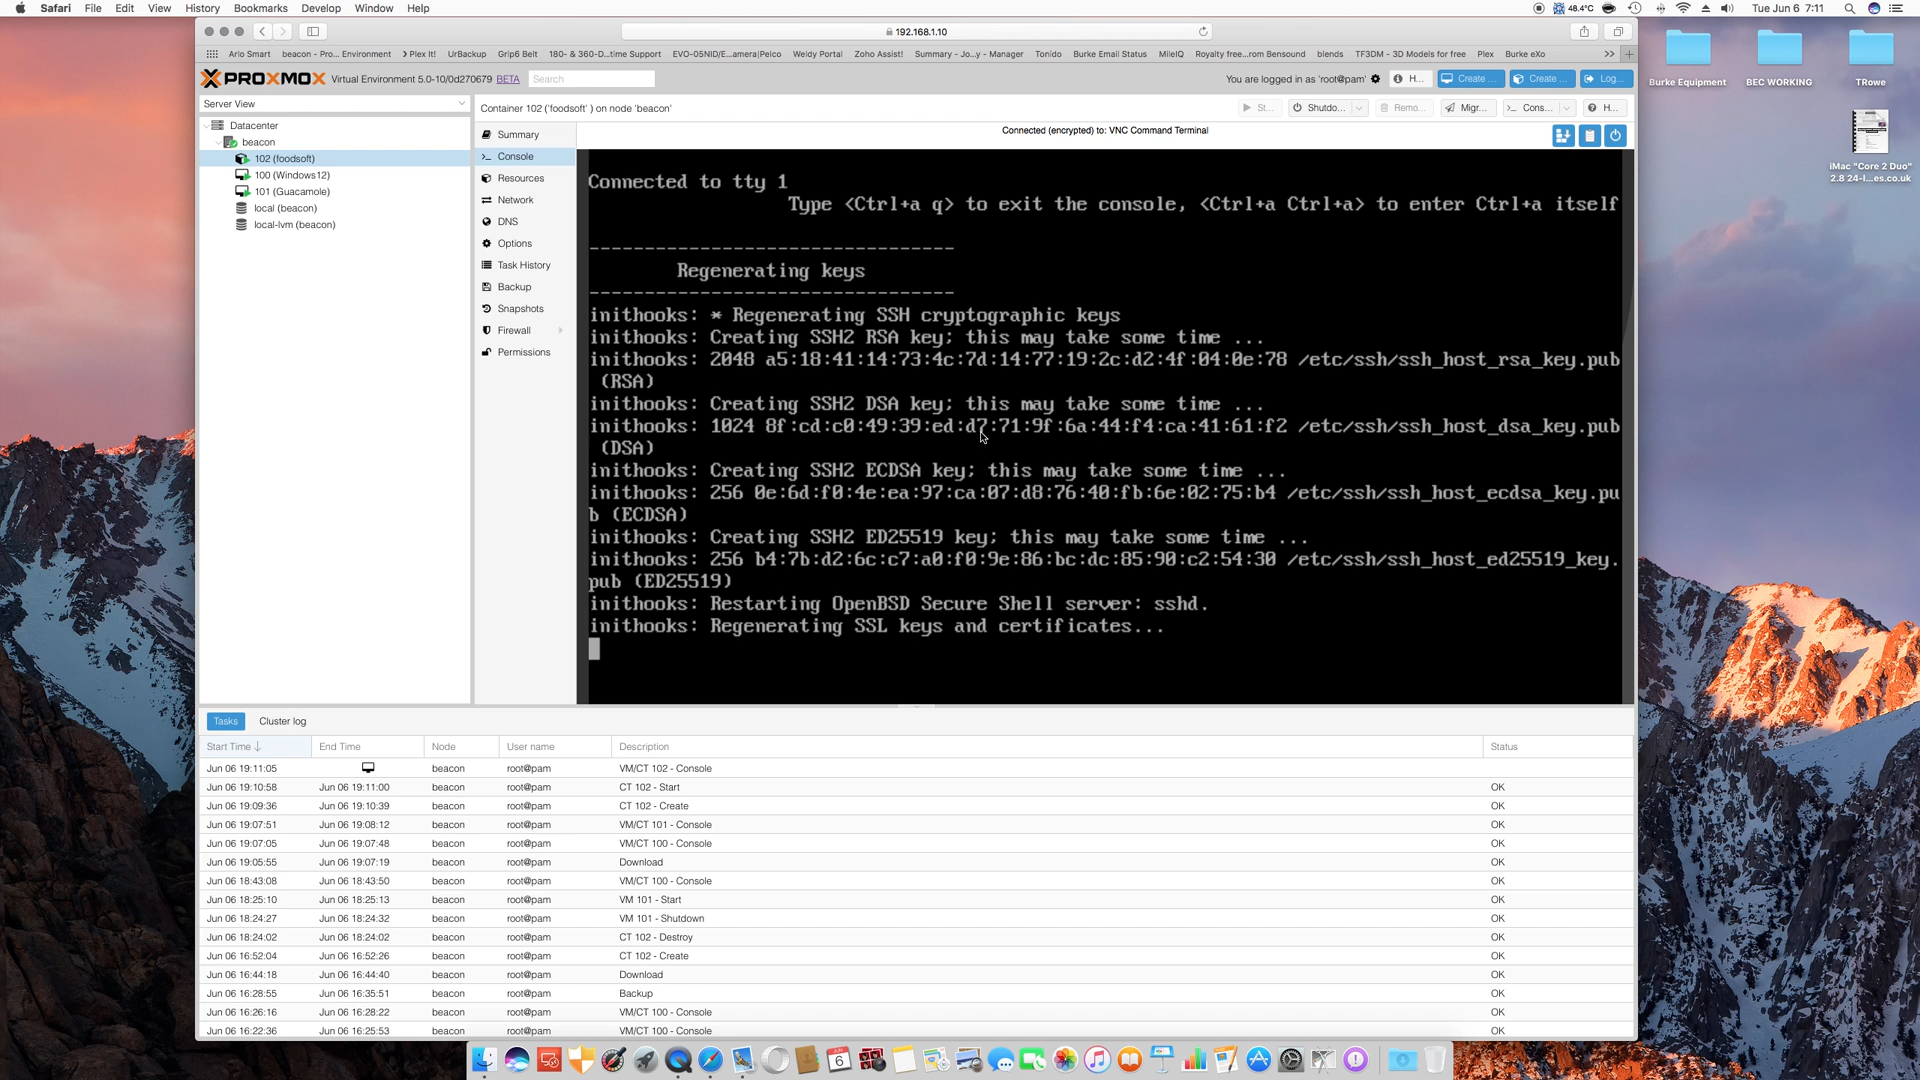 Safari File Edit View History Bookmarks Develop Window Help 48.4°C Tue Jun 6 7:11
192.168.1.10
Arlo Smart beacon - Pro... Environment > Plex It! UrBackup Grip6 Belt 180- & 360-D...time Support EVO-05NID/E...amera|Pelco Weldy Portal Zoho Assist! Summary - Jo...y - Manager Tonido Burke Email Status MileIQ Royalty free...rom Bensound blends TF3DM - 3D Models for free Plex Burke eXo >>
PROXMOX Virtual Environment 5.0-10/0d270679 BETA Search You are logged in as 'root@pam' H... Create ... Create ... Log...
Server View
Container 102 ('foodsoft' ) on node 'beacon' St... Shutdo... Remo... Migr... Cons... H...
Datacenter
beacon
102 (foodsoft)
100 (Windows12)
101 (Guacamole)
local (beacon)
local-lvm (beacon)
Summary
Console
Resources
Network
DNS
Options
Task History
Backup
Snapshots
Firewall
Permissions
Connected (encrypted) to: VNC Command Terminal
Connected to tty 1
Type <Ctrl+a q> to exit the console, <Ctrl+a Ctrl+a> to enter Ctrl+a itself
---------------------------------
Regenerating keys
---------------------------------
inithooks: * Regenerating SSH cryptographic keys
inithooks: Creating SSH2 RSA key; this may take some time ...
inithooks: 2048 a5:18:41:14:73:4c:7d:14:77:19:2c:d2:4f:04:0e:78 /etc/ssh/ssh_host_rsa_key.pub
(RSA)
inithooks: Creating SSH2 DSA key; this may take some time ...
inithooks: 1024 8f:cd:c0:49:39:ed:d7:71:9f:6a:44:f4:ca:41:61:f2 /etc/ssh/ssh_host_dsa_key.pub
(DSA)
inithooks: Creating SSH2 ECDSA key; this may take some time ...
inithooks: 256 0e:6d:f0:4e:ea:97:ca:07:d8:76:40:fb:6e:02:75:b4 /etc/ssh/ssh_host_ecdsa_key.pu
b (ECDSA)
inithooks: Creating SSH2 ED25519 key; this may take some time ...
inithooks: 256 b4:7b:d2:6c:c7:a0:f0:9e:86:bc:dc:85:90:c2:54:30 /etc/ssh/ssh_host_ed25519_key.
pub (ED25519)
inithooks: Restarting OpenBSD Secure Shell server: sshd.
inithooks: Regenerating SSL keys and certificates...
Tasks Cluster log
Start Time End Time Node User name Description Status
Jun 06 19:11:05 beacon root@pam VM/CT 102 - Console
Jun 06 19:10:58 Jun 06 19:11:00 beacon root@pam CT 102 - Start OK
Jun 06 19:09:36 Jun 06 19:10:39 beacon root@pam CT 102 - Create OK
Jun 06 19:07:51 Jun 06 19:08:12 beacon root@pam VM/CT 101 - Console OK
Jun 06 19:07:05 Jun 06 19:07:48 beacon root@pam VM/CT 100 - Console OK
Jun 06 19:05:55 Jun 06 19:07:19 beacon root@pam Download OK
Jun 06 18:43:08 Jun 06 18:43:50 beacon root@pam VM/CT 100 - Console OK
Jun 06 18:25:10 Jun 06 18:25:13 beacon root@pam VM 101 - Start OK
Jun 06 18:24:27 Jun 06 18:24:32 beacon root@pam VM 101 - Shutdown OK
Jun 06 18:24:02 Jun 06 18:24:02 beacon root@pam CT 102 - Destroy OK
Jun 06 16:52:04 Jun 06 16:52:26 beacon root@pam CT 102 - Create OK
Jun 06 16:44:18 Jun 06 16:44:40 beacon root@pam Download OK
Jun 06 16:28:55 Jun 06 16:35:51 beacon root@pam Backup OK
Jun 06 16:26:16 Jun 06 16:28:22 beacon root@pam VM/CT 100 - Console OK
Jun 06 16:22:36 Jun 06 16:25:53 beacon root@pam VM/CT 100 - Console OK
Burke Equipment
BEC WORKING
TRowe
iMac "Core 2 Duo"
2.8 24-I...es.co.uk